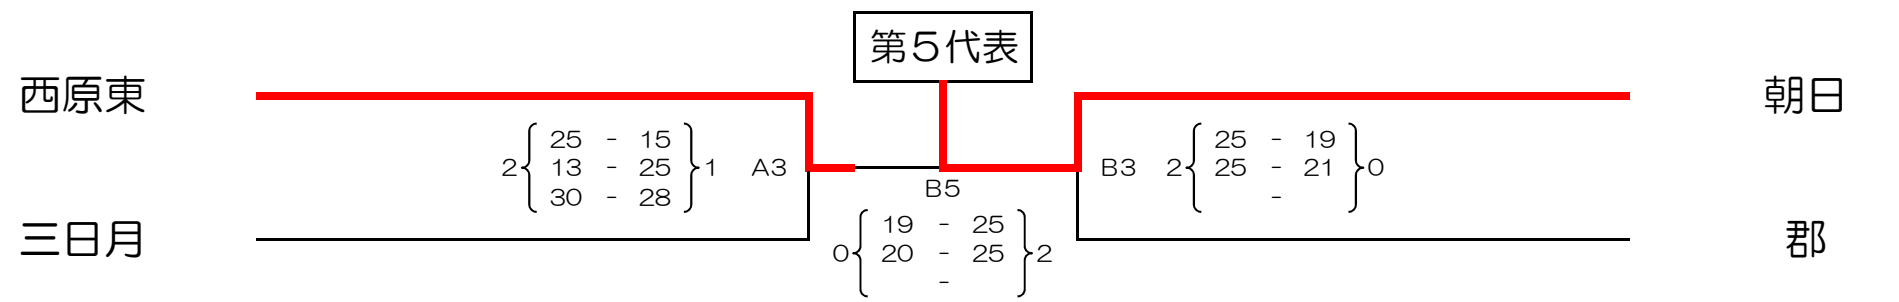 第５代表
西原東
朝日
2 { 25 - 15 } 1 A3
13 - 25
30 - 28
B3 2 { 25 - 19 } 0
25 - 21
-
三日月
郡
B5
0 { 19 - 25 } 2
20 - 25
-